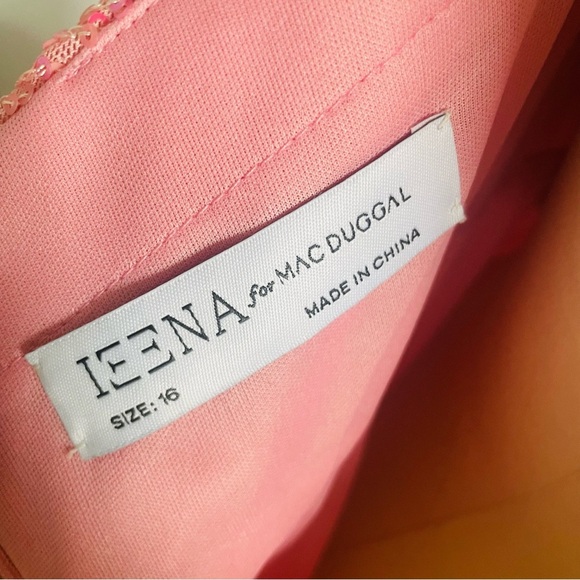 IEENA for MAC DUGGAL
SIZE: 16
MADE IN CHINA